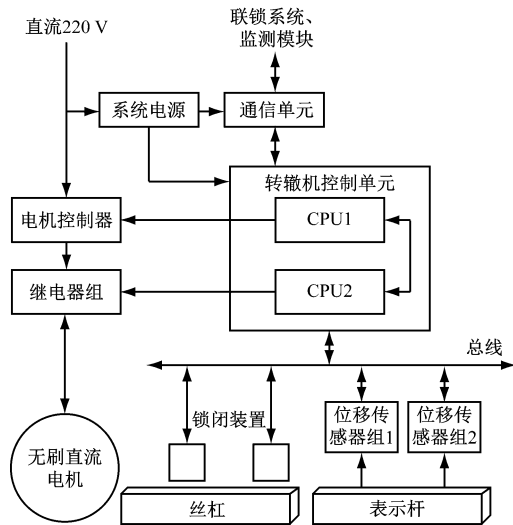 直流220 V
联锁系统、
监测模块
系统电源
通信单元
转辙机控制单元
电机控制器
CPU1
继电器组
CPU2
总线
锁闭装置
位移传
感器组1
位移传
感器组2
无刷直流
电机
丝杠
表示杆